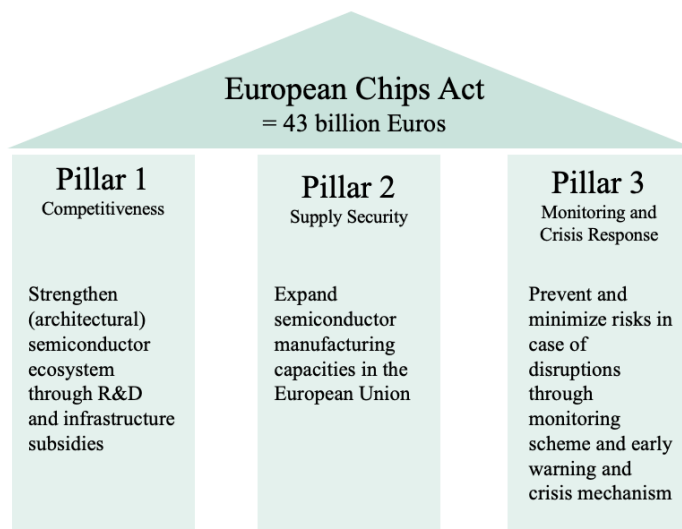 European Chips Act
= 43 billion Euros
Pillar 1
Competitiveness
Strengthen
(architectural)
semiconductor
ecosystem
through R&D
and infrastructure
subsidies
Pillar 2
Supply Security
Expand
semiconductor
manufacturing
capacities in the
European Union
Pillar 3
Monitoring and
Crisis Response
Prevent and
minimize risks in
case of
disruptions
through
monitoring
scheme and early
warning and
crisis mechanism